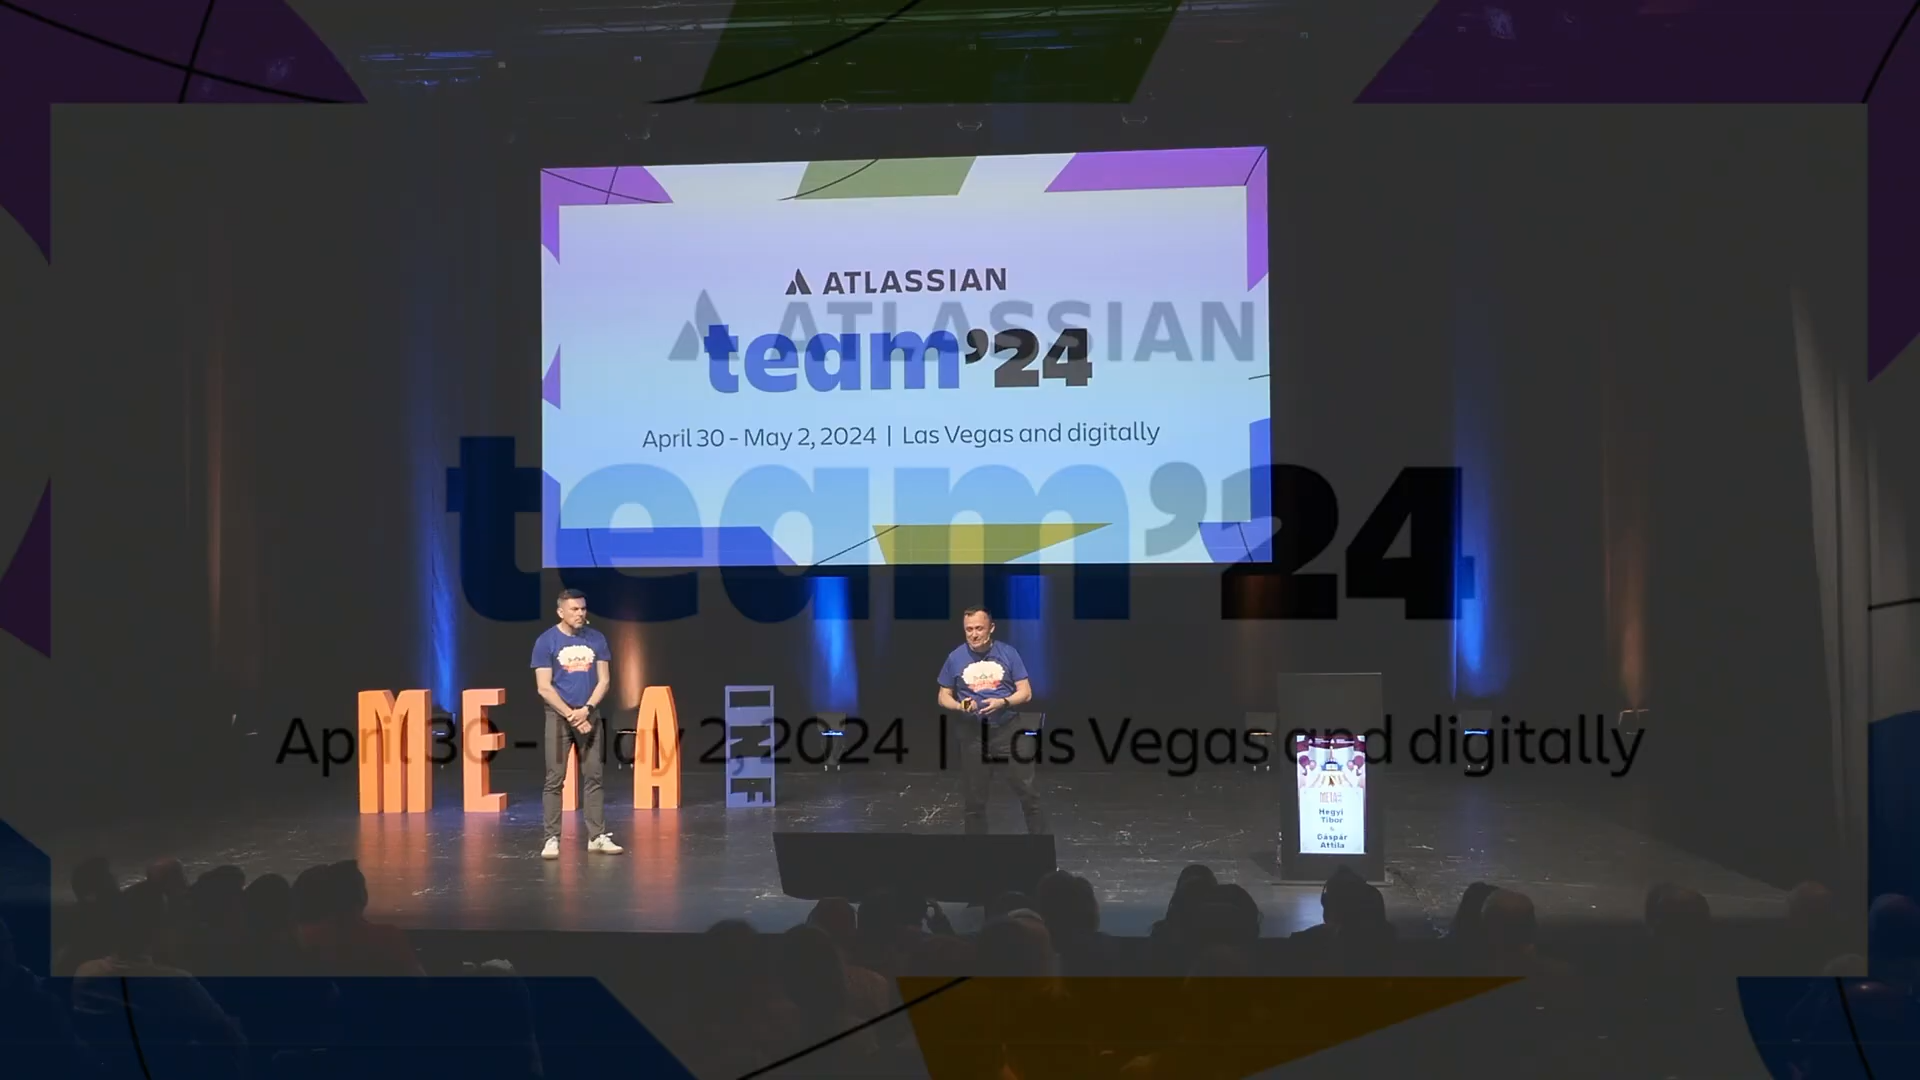 ATLASSIAN
team'24
April 30 - May 2, 2024 | Las Vegas and digitally
ATLASSIAN
team'24
April 30 - May 2, 2024 | Las Vegas and digitally
META
INF
META
Hegyi
Tibor
&
Gáspár
Attila